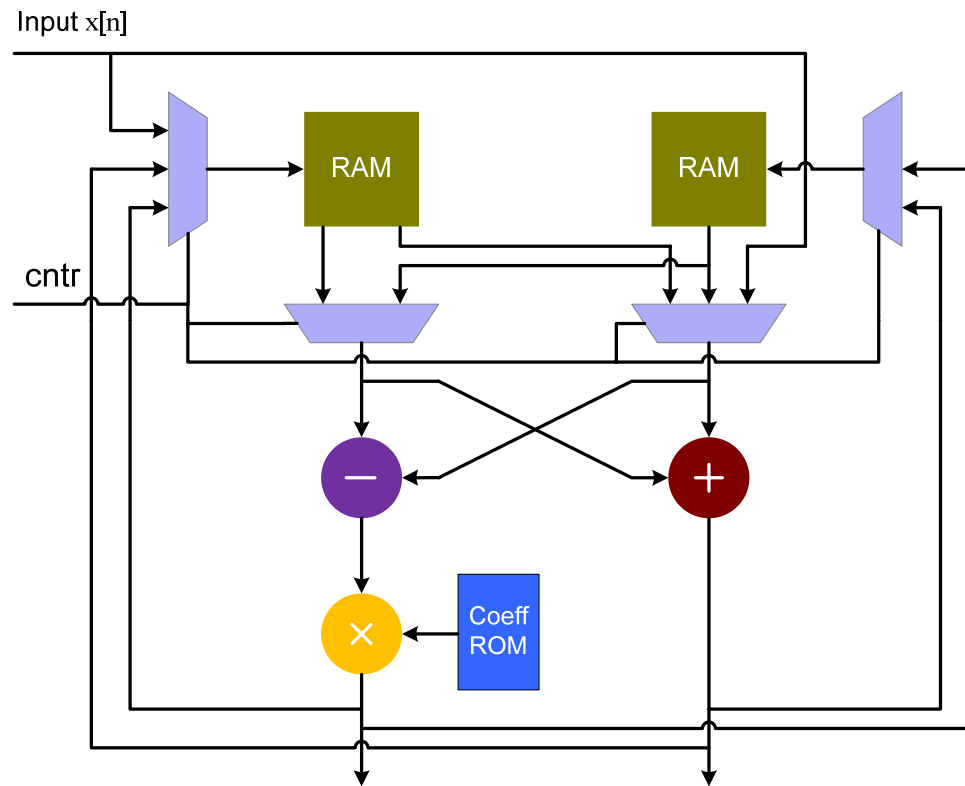 Input x[n]
RAM
RAM
cntr
−
+
×
Coeff
ROM